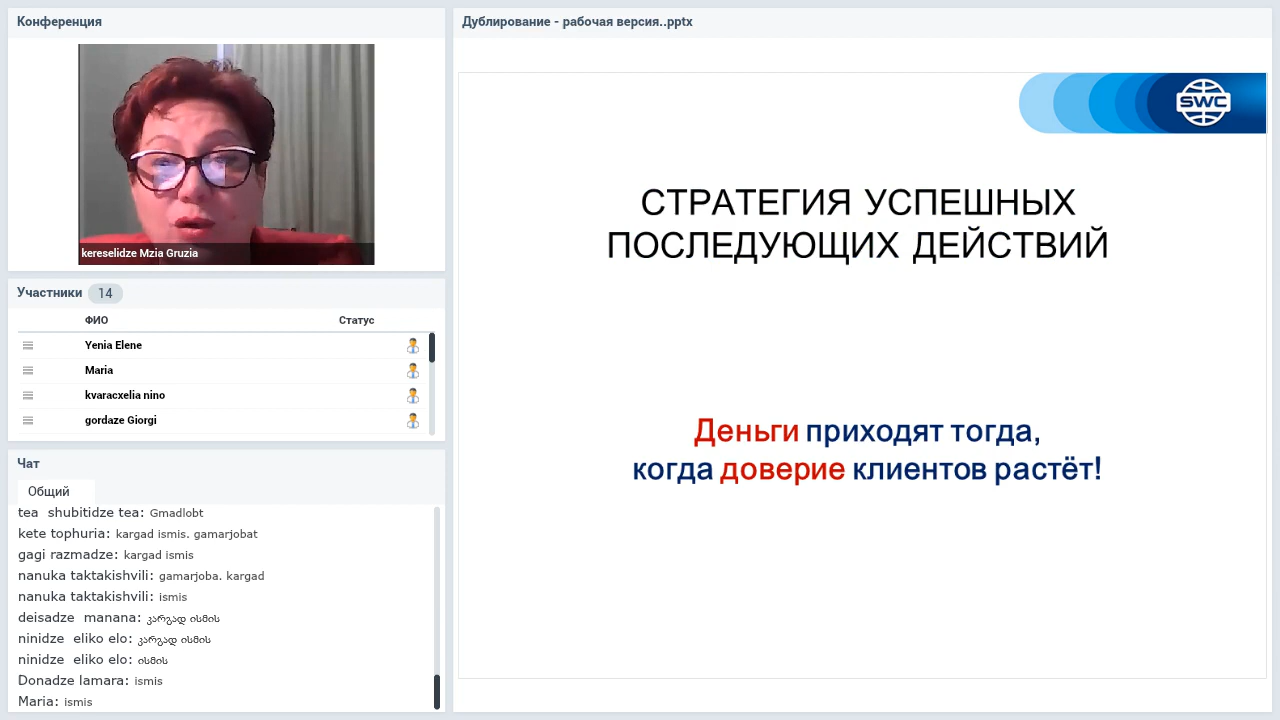 Конференция
kereselidze Mzia Gruzia
Участники 14
ФИО Статус
Yenia Elene
Maria
kvaracxelia nino
gordaze Giorgi
Чат
Общий
tea shubitidze tea: Gmadlobt
kete tophuria: kargad ismis. gamarjobat
gagi razmadze: kargad ismis
nanuka taktakishvili: gamarjoba. kargad
nanuka taktakishvili: ismis
deisadze manana: კარგად ისმის
ninidze eliko elo: კარგად ისმის
ninidze eliko elo: ისმის
Donadze lamara: ismis
Maria: ismis
Дублирование - рабочая версия..pptx
SWC
СТРАТЕГИЯ УСПЕШНЫХ
ПОСЛЕДУЮЩИХ ДЕЙСТВИЙ
Деньги приходят тогда,
когда доверие клиентов растёт!